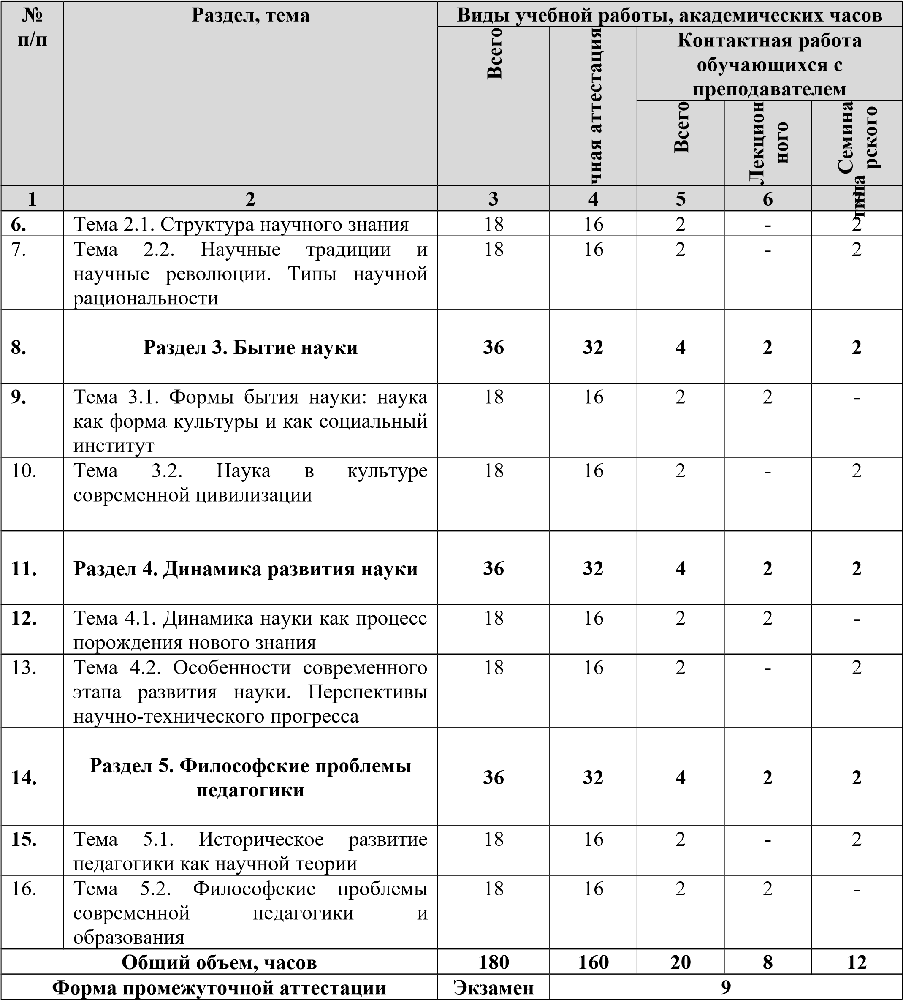 № Раздел, тема Виды учебной работы, академических часов
п/п
Всего
чная аттестация
Контактная работа
обучающихся с
преподавателем
Всего
Лекцион
ного
Семина
рского
типа
1 2 3 4 5 6
6. Тема 2.1. Структура научного знания 18 16 2 - 2
7. Тема 2.2. Научные традиции и 18 16 2 - 2
научные революции. Типы научной
рациональности
8. Раздел 3. Бытие науки 36 32 4 2 2
9. Тема 3.1. Формы бытия науки: наука 18 16 2 2 -
как форма культуры и как социальный
институт
10. Тема 3.2. Наука в культуре 18 16 2 - 2
современной цивилизации
11. Раздел 4. Динамика развития науки 36 32 4 2 2
12. Тема 4.1. Динамика науки как процесс 18 16 2 2 -
порождения нового знания
13. Тема 4.2. Особенности современного 18 16 2 - 2
этапа развития науки. Перспективы
научно-технического прогресса
14. Раздел 5. Философские проблемы 36 32 4 2 2
педагогики
15. Тема 5.1. Историческое развитие 18 16 2 - 2
педагогики как научной теории
16. Тема 5.2. Философские проблемы 18 16 2 2 -
современной педагогики и
образования
Общий объем, часов 180 160 20 8 12
Форма промежуточной аттестации Экзамен 9